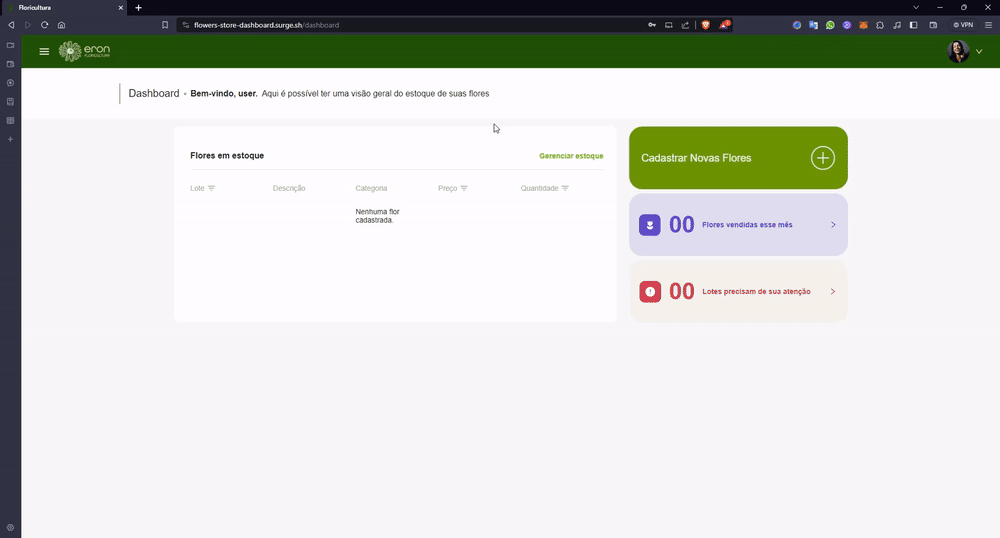 Floricultura
flowers-store-dashboard.surge.sh/dashboard
VPN
eron
FLORICULTURA
Dashboard • Bem-vindo, user. Aqui é possível ter uma visão geral do estoque de suas flores
Flores em estoque
Gerenciar estoque
Lote Descrição Categoria Preço Quantidade
Nenhuma flor
cadastrada.
Cadastrar Novas Flores
00 Flores vendidas esse mês
00 Lotes precisam de sua atenção